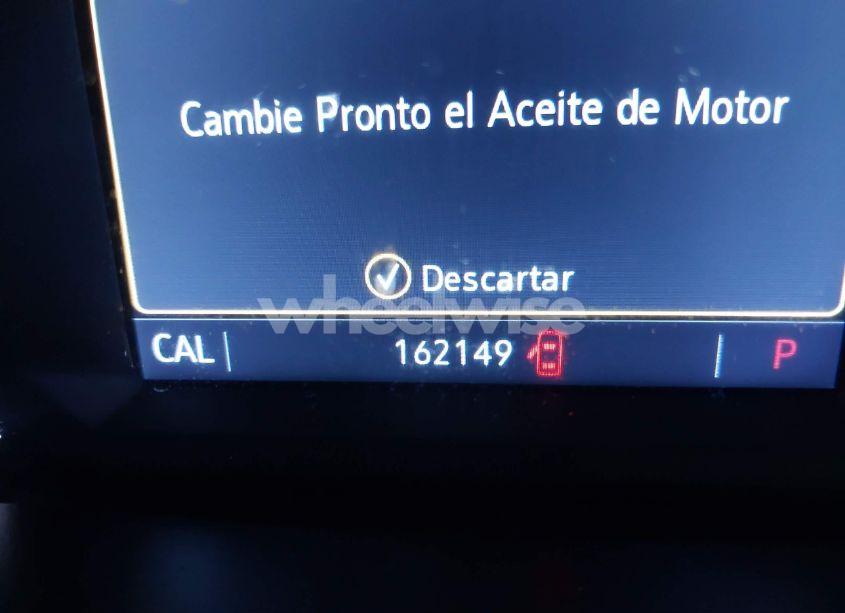 Cambie Pronto el Aceite de Motor
Descartar
wheelwise
CAL
162149
P